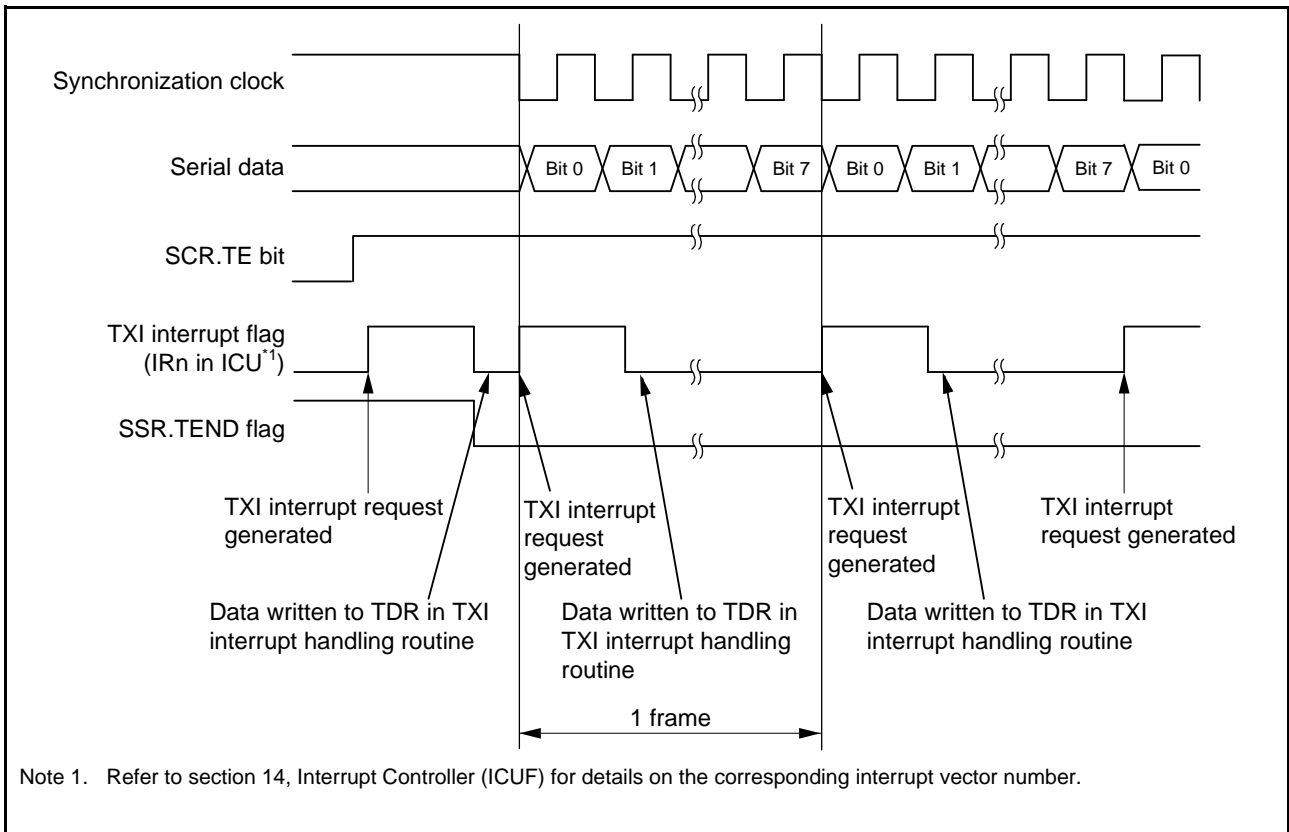 Synchronization clock
Serial data
Bit 0 Bit 1 Bit 7 Bit 0 Bit 1 Bit 7 Bit 0
SCR.TE bit
TXI interrupt flag
(IRn in ICU*1)
SSR.TEND flag
TXI interrupt request
generated
TXI interrupt
request
generated
TXI interrupt
request
generated
TXI interrupt
request generated
Data written to TDR in TXI
interrupt handling routine
Data written to TDR in
TXI interrupt handling
routine
Data written to TDR in TXI
interrupt handling routine
1 frame
Note 1. Refer to section 14, Interrupt Controller (ICUF) for details on the corresponding interrupt vector number.